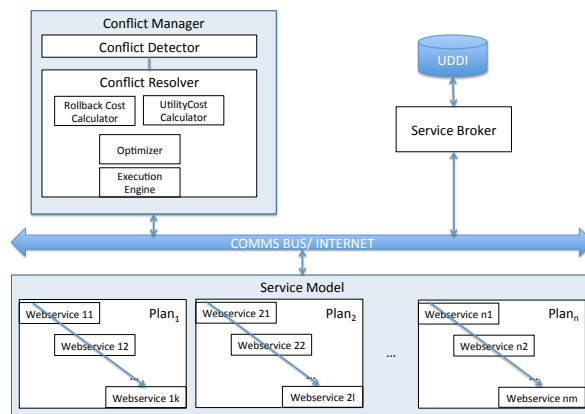 Conflict Manager
Conflict Detector
Conflict Resolver
Rollback Cost
Calculator
UtilityCost
Calculator
Optimizer
Execution
Engine
UDDI
Service Broker
COMMS BUS/ INTERNET
Service Model
Webservice 11
Plan1
Webservice 12
...
Webservice 1k
Webservice 21
Plan2
Webservice 22
...
Webservice 2l
...
Webservice n1
Plann
Webservice n2
...
Webservice nm